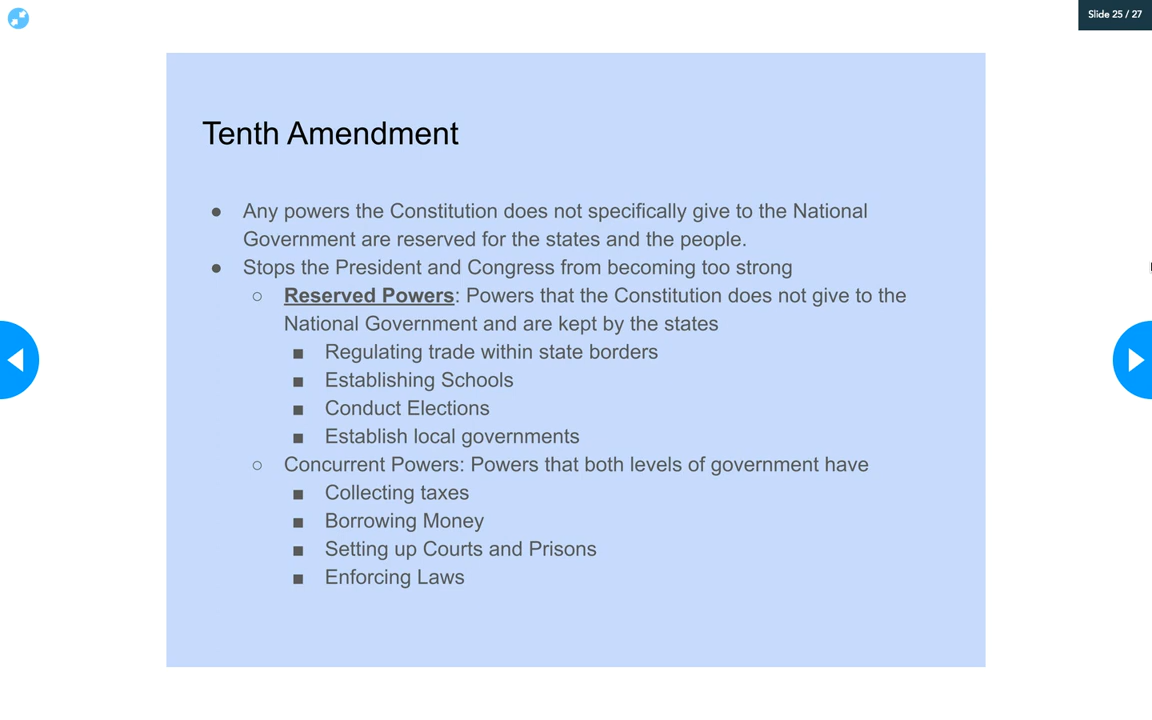 Slide 25 / 27
Tenth Amendment
● Any powers the Constitution does not specifically give to the National
Government are reserved for the states and the people.
● Stops the President and Congress from becoming too strong
○ Reserved Powers: Powers that the Constitution does not give to the
National Government and are kept by the states
■ Regulating trade within state borders
■ Establishing Schools
■ Conduct Elections
■ Establish local governments
○ Concurrent Powers: Powers that both levels of government have
■ Collecting taxes
■ Borrowing Money
■ Setting up Courts and Prisons
■ Enforcing Laws